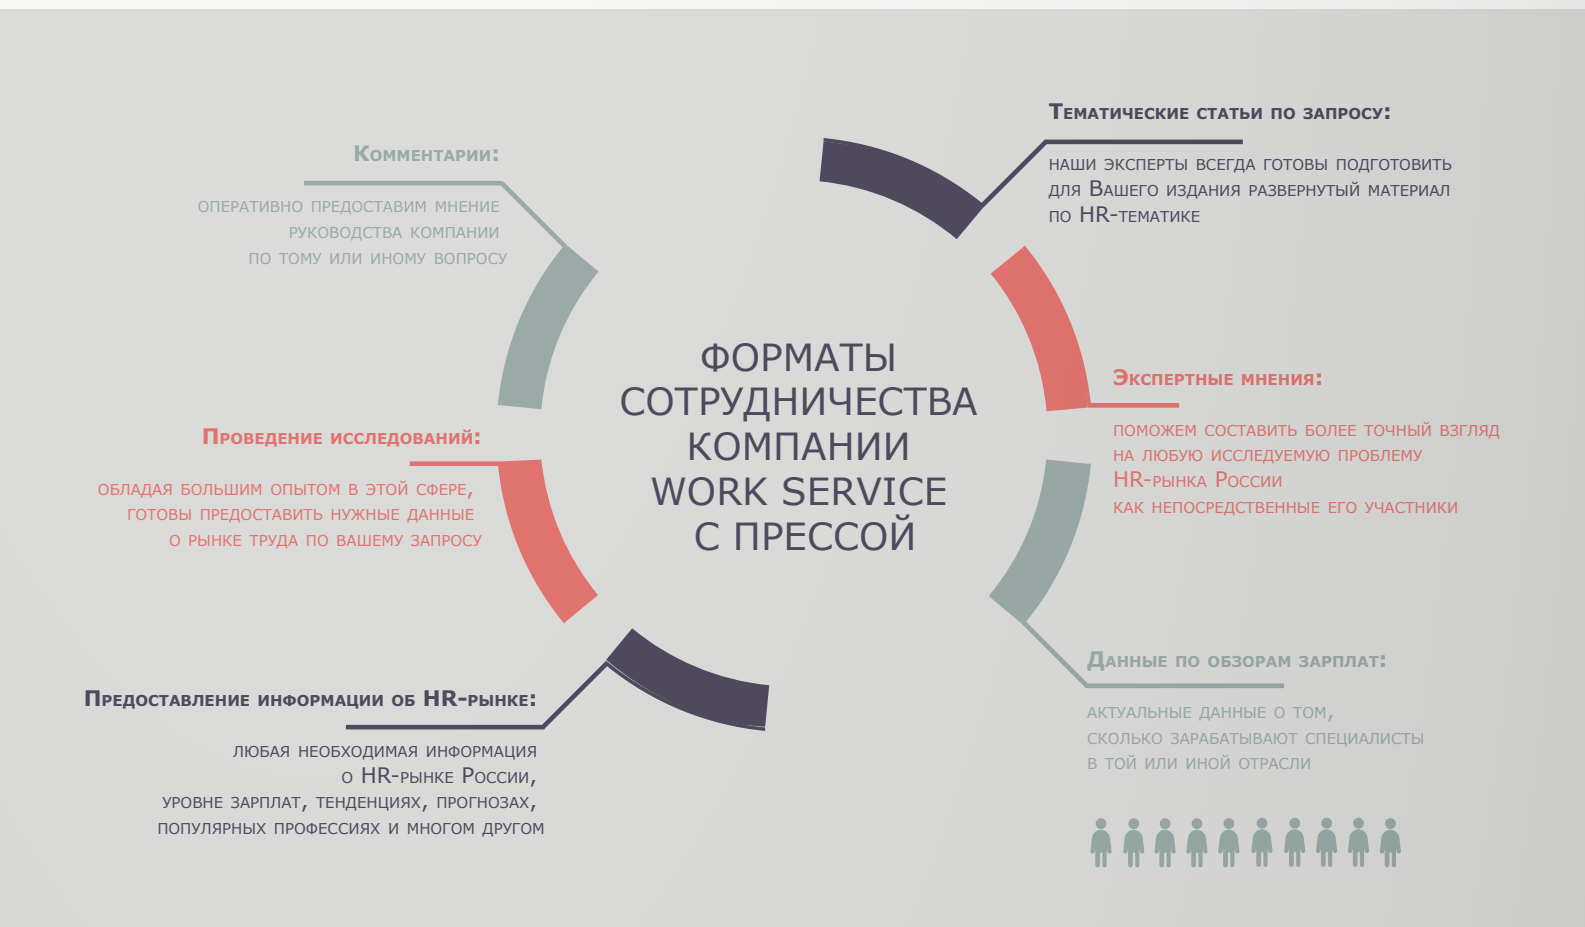 Тематические статьи по запросу:
наши эксперты всегда готовы подготовить
для Вашего издания развернутый материал
по HR-тематике
Комментарии:
оперативно предоставим мнение
руководства компании
по тому или иному вопросу
ФОРМАТЫ
СОТРУДНИЧЕСТВА
КОМПАНИИ
WORK SERVICE
С ПРЕССОЙ
Экспертные мнения:
поможем составить более точный взгляд
на любую исследуемую проблему
HR-рынка России
как непосредственные его участники
Проведение исследований:
обладая большим опытом в этой сфере,
готовы предоставить нужные данные
о рынке труда по вашему запросу
Данные по обзорам зарплат:
актуальные данные о том,
сколько зарабатывают специалисты
в той или иной отрасли
Предоставление информации об HR-рынке:
любая необходимая информация
о HR-рынке России,
уровне зарплат, тенденциях, прогнозах,
популярных профессиях и многом другом